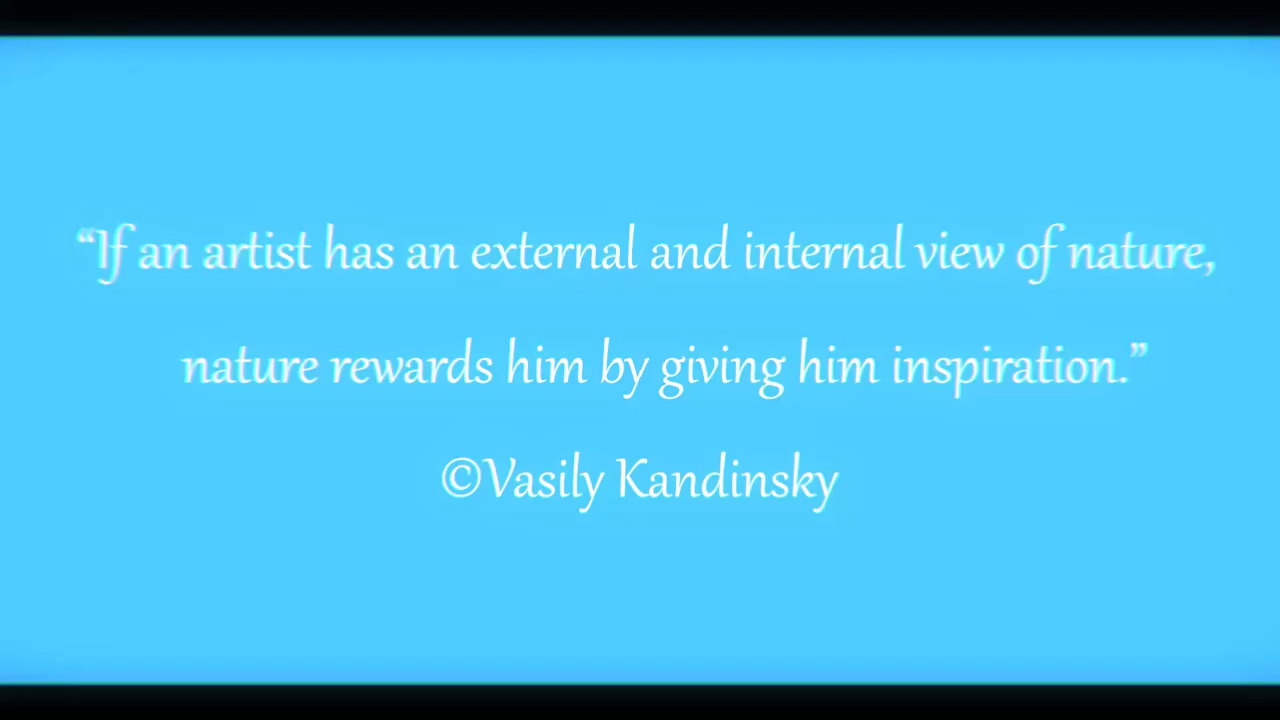 “If an artist has an external and internal view of nature,
nature rewards him by giving him inspiration.”
©Vasily Kandinsky